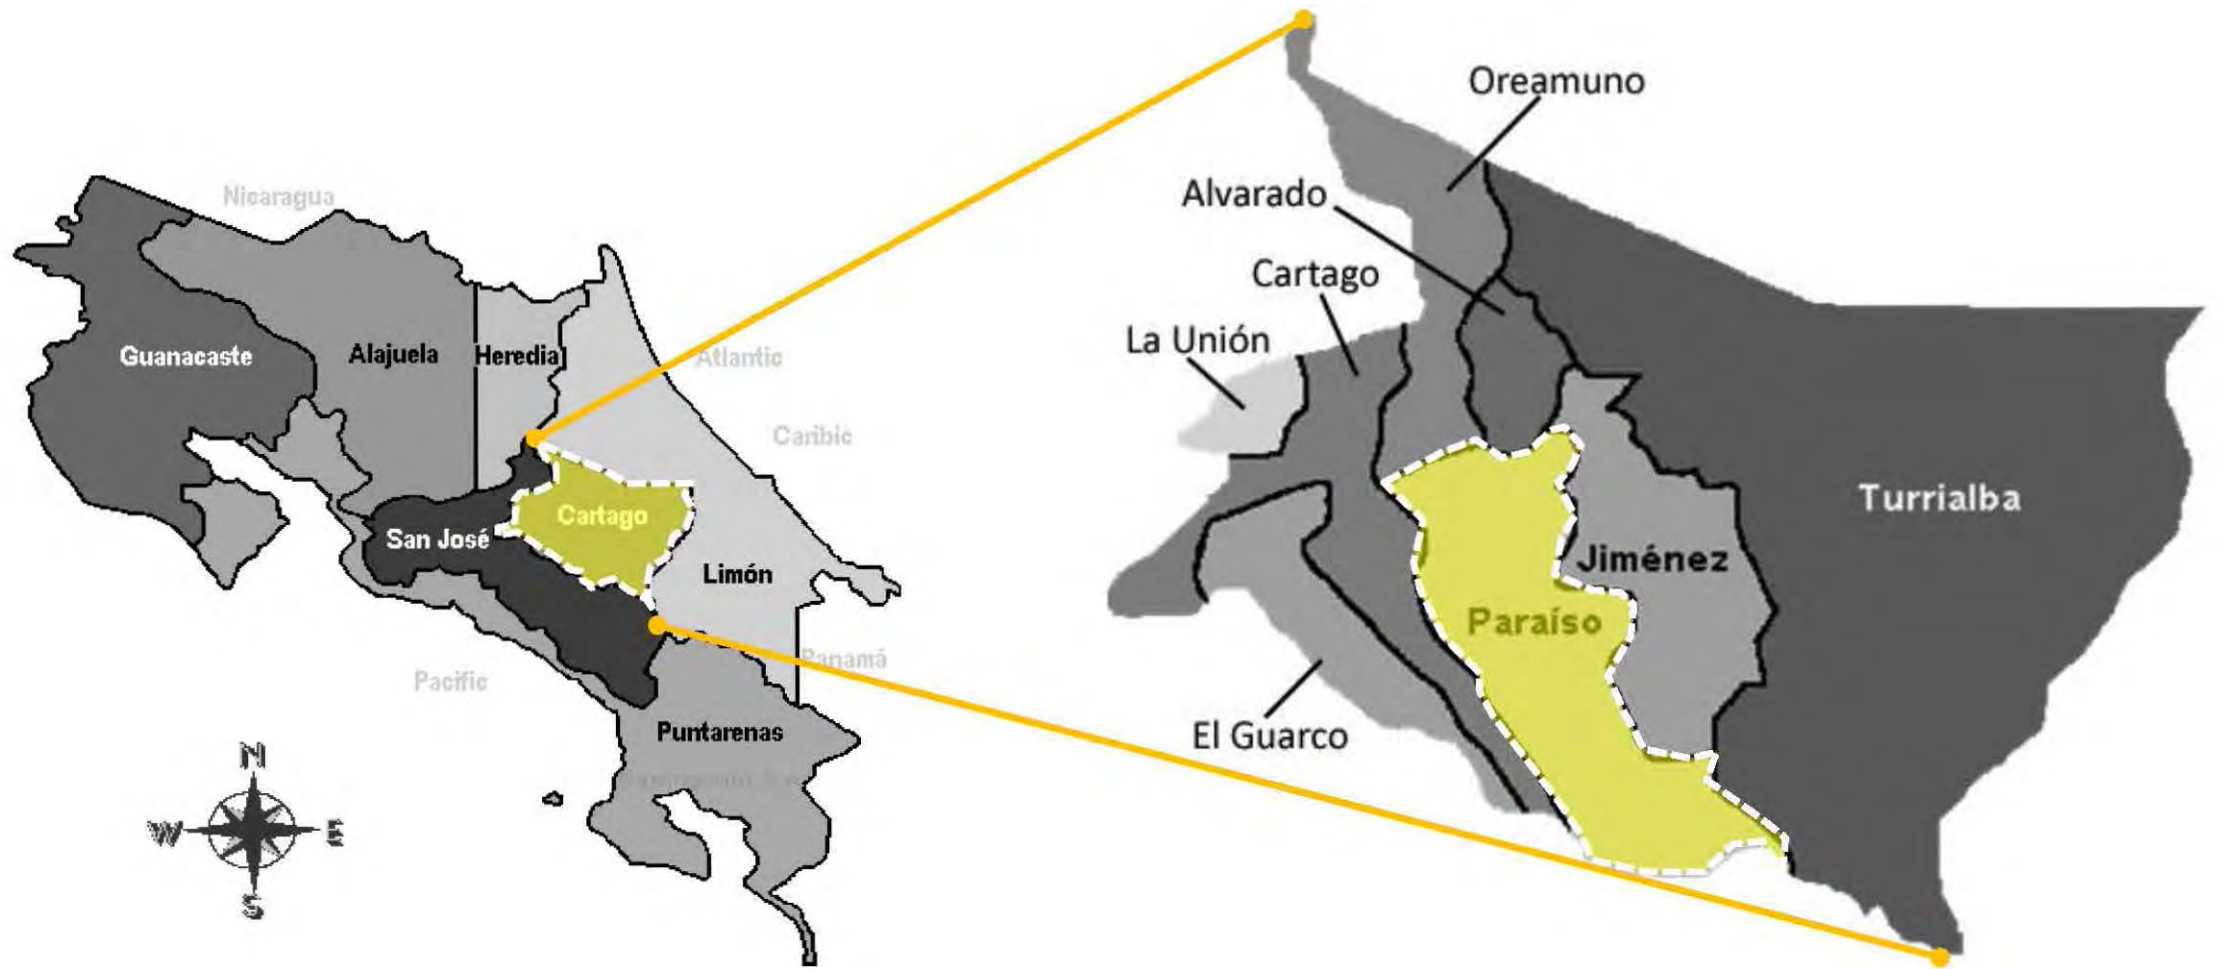 Nicaragua
Guanacaste
Alajuela
Heredia
Atlantic
Caribic
Cartago
San José
Limón
Panamá
Pacific
Puntarenas
N
W
E
S
Oreamuno
Alvarado
Cartago
La Unión
Turrialba
Jiménez
Paraíso
El Guarco